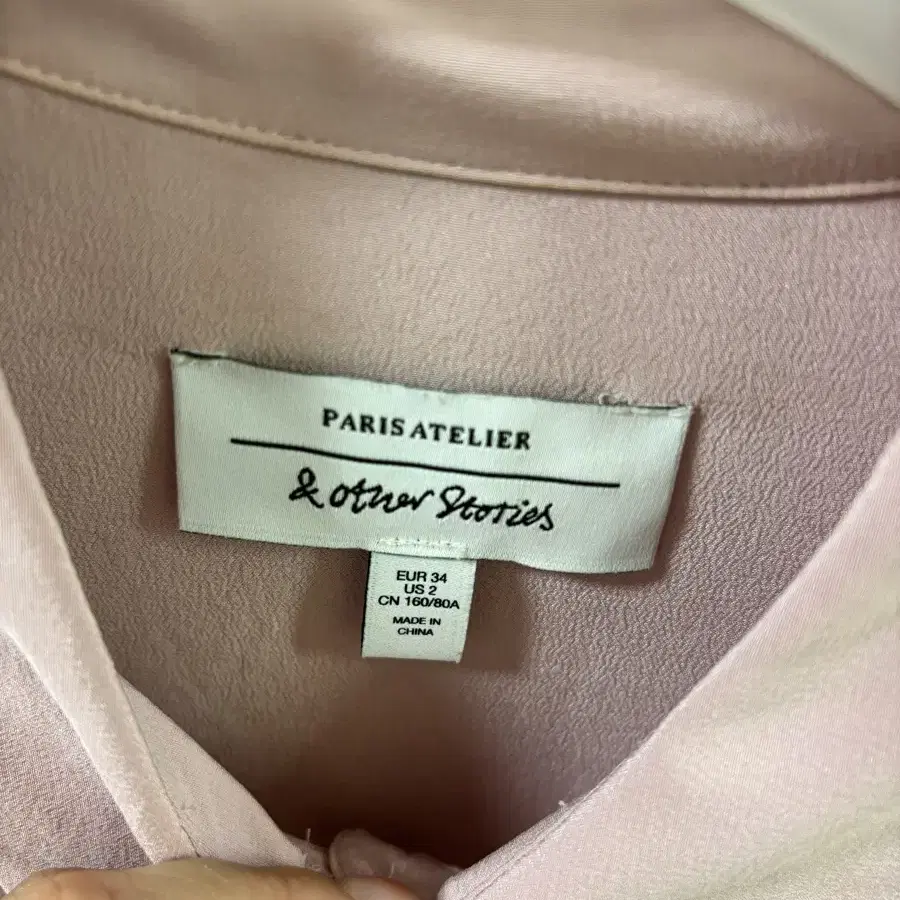 PARIS ATELIER
& other Stories
EUR 34
US 2
CN 160/80A
MADE IN
CHINA